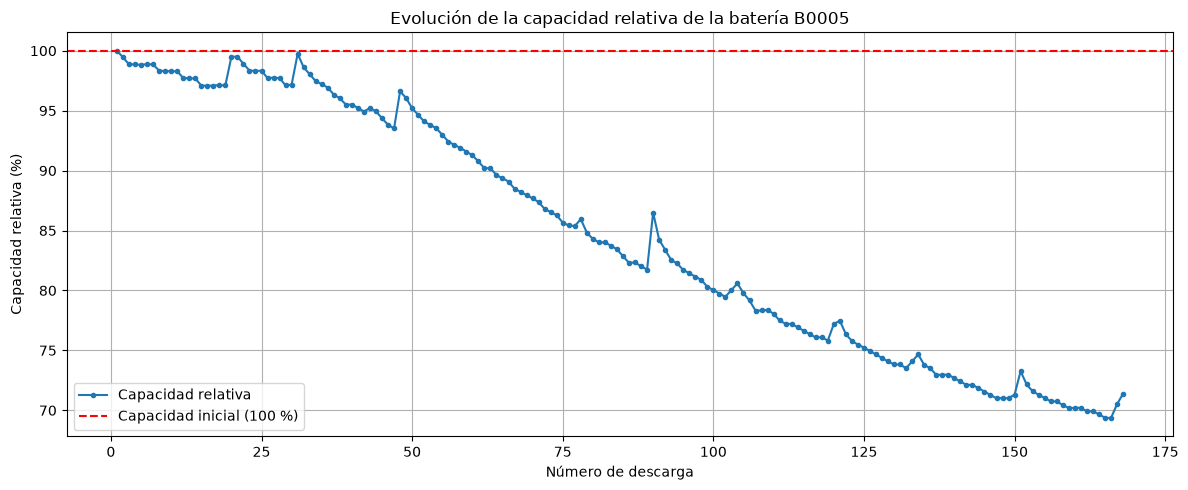 Evolución de la capacidad relativa de la batería B0005
Capacidad relativa (%)
100
95
90
85
80
75
70
Capacidad relativa
Capacidad inicial (100 %)
0 25 50 75 100 125 150 175
Número de descarga